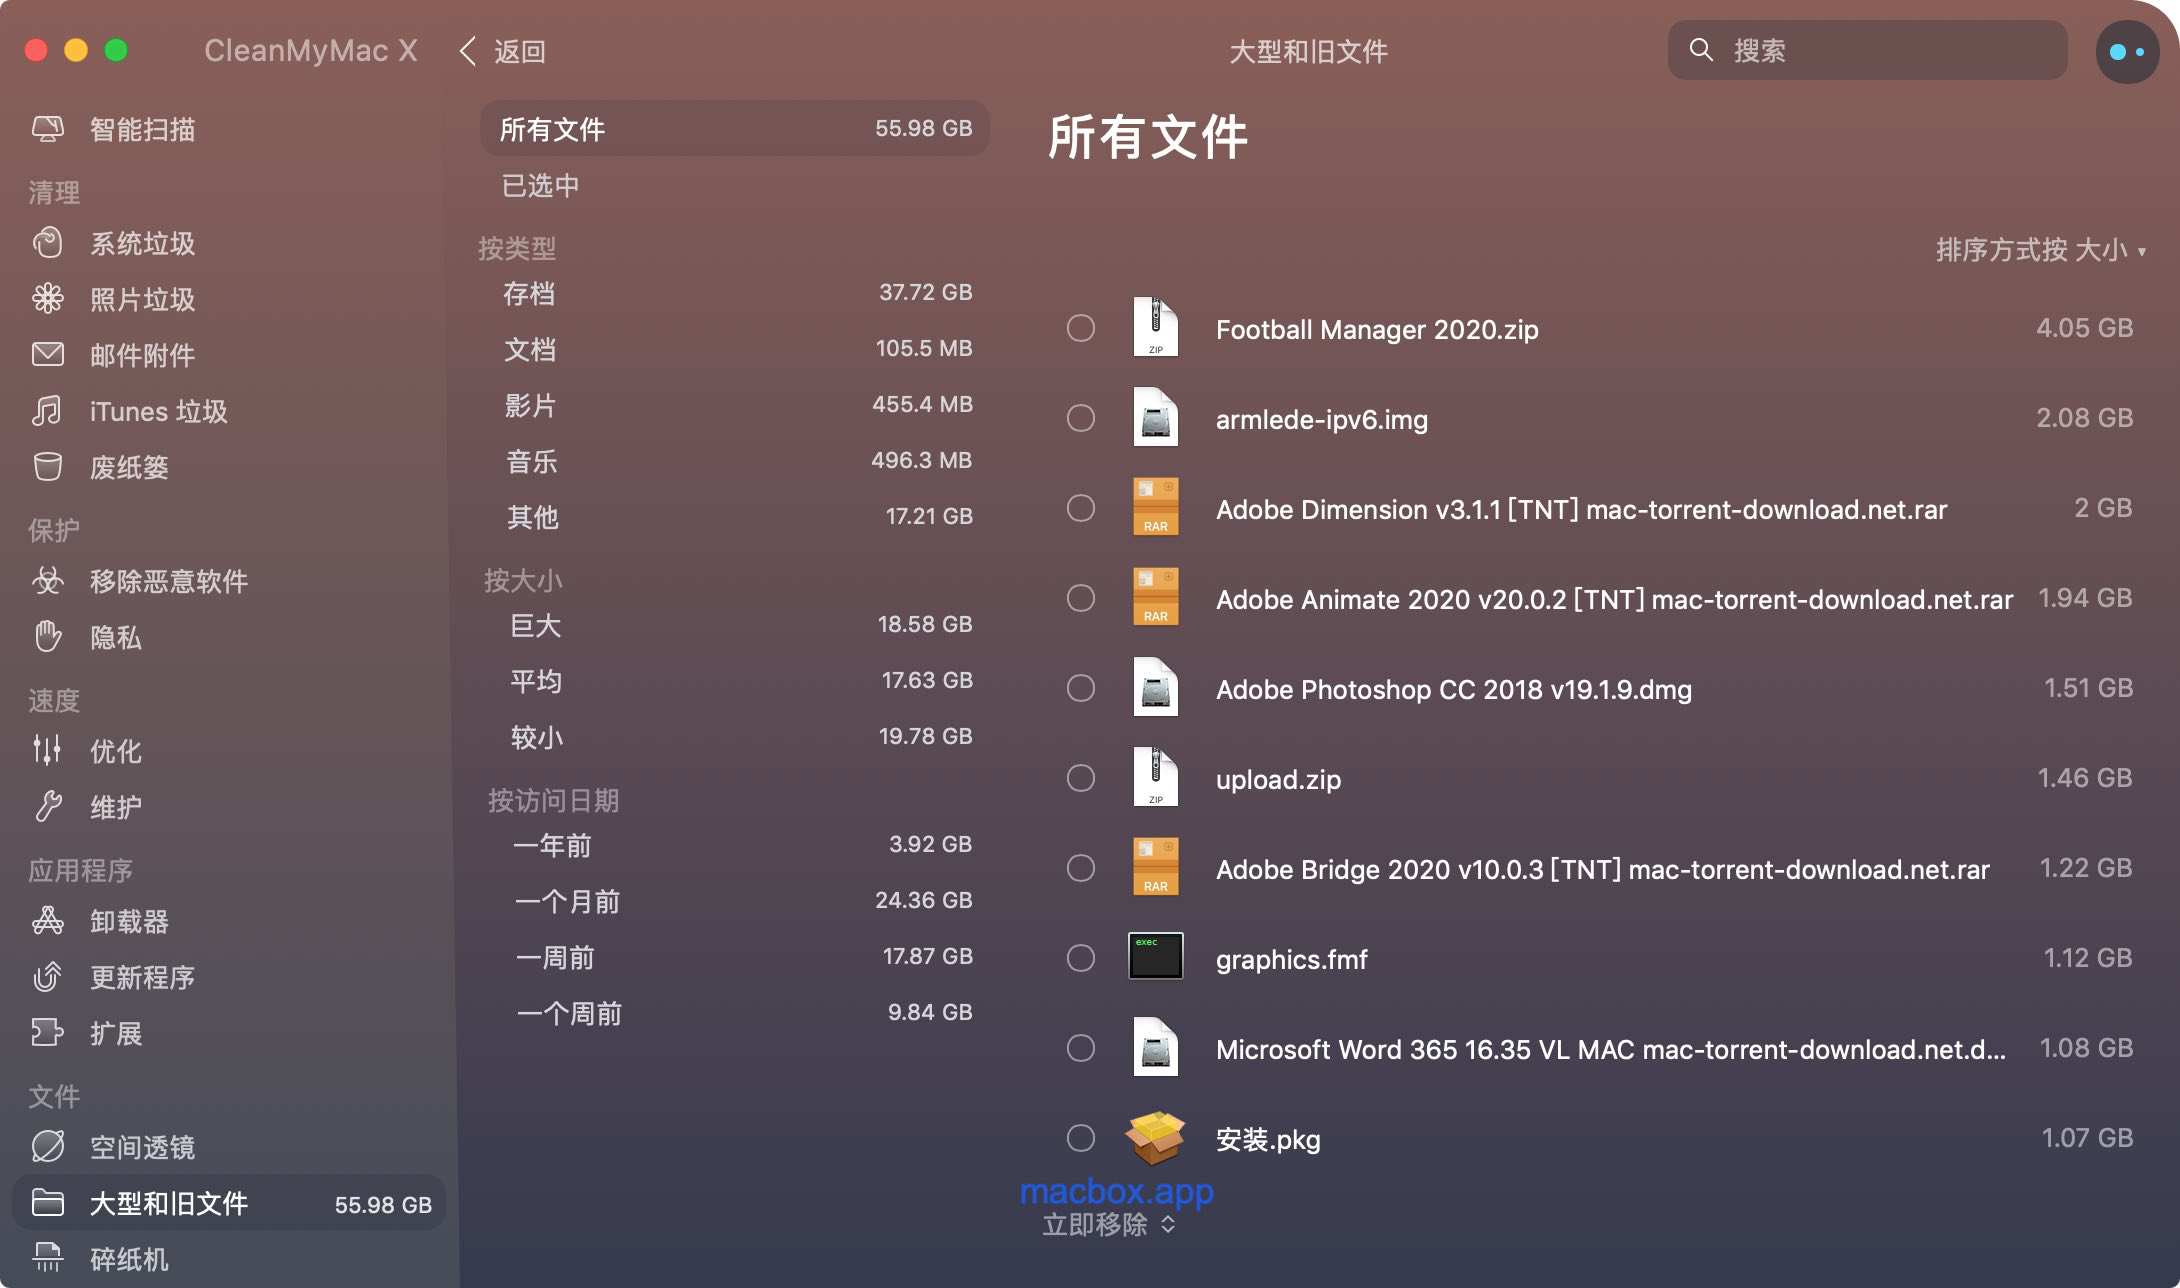 CleanMyMac X
返回
大型和旧文件
搜索
智能扫描
清理
系统垃圾
照片垃圾
邮件附件
iTunes 垃圾
废纸篓
保护
移除恶意软件
隐私
速度
优化
维护
应用程序
卸载器
更新程序
扩展
文件
空间透镜
大型和旧文件 55.98 GB
碎纸机
所有文件 55.98 GB
已选中
按类型
存档 37.72 GB
文档 105.5 MB
影片 455.4 MB
音乐 496.3 MB
其他 17.21 GB
按大小
巨大 18.58 GB
平均 17.63 GB
较小 19.78 GB
按访问日期
一年前 3.92 GB
一个月前 24.36 GB
一周前 17.87 GB
一个周前 9.84 GB
所有文件
排序方式按 大小
ZIP Football Manager 2020.zip 4.05 GB
armlede-ipv6.img 2.08 GB
RAR Adobe Dimension v3.1.1 [TNT] mac-torrent-download.net.rar 2 GB
RAR Adobe Animate 2020 v20.0.2 [TNT] mac-torrent-download.net.rar 1.94 GB
Adobe Photoshop CC 2018 v19.1.9.dmg 1.51 GB
ZIP upload.zip 1.46 GB
RAR Adobe Bridge 2020 v10.0.3 [TNT] mac-torrent-download.net.rar 1.22 GB
exec graphics.fmf 1.12 GB
Microsoft Word 365 16.35 VL MAC mac-torrent-download.net.d... 1.08 GB
安装.pkg 1.07 GB
macbox.app
立即移除